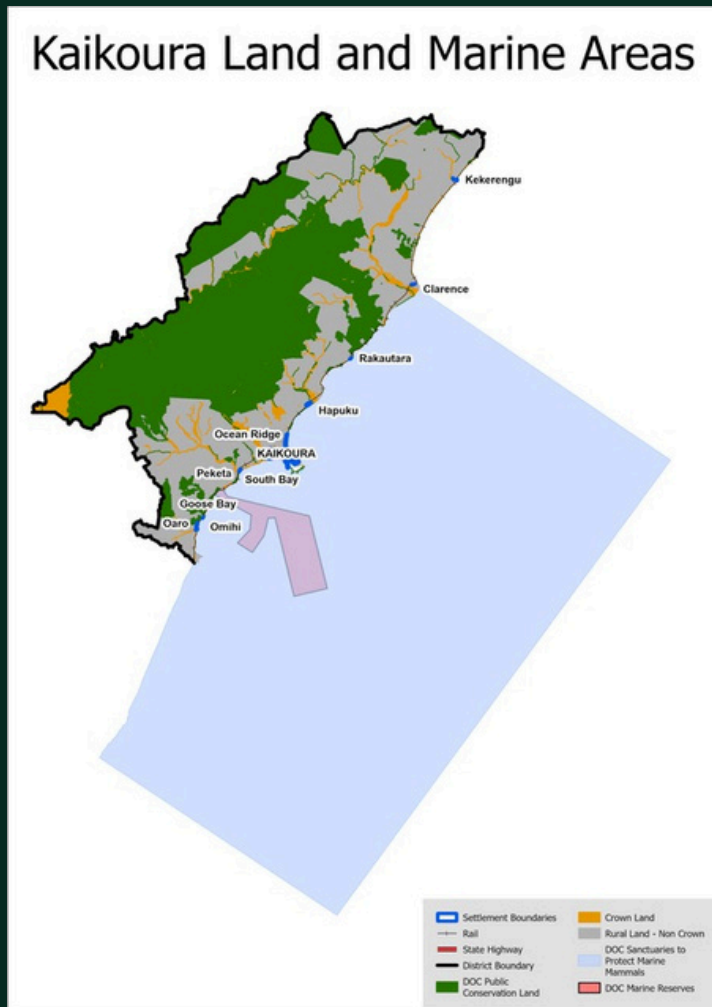 Kaikoura Land and Marine Areas
Kekerengu
Clarence
Rakautara
Hapuku
Ocean Ridge
KAIKOURA
Peketa
South Bay
Goose Bay
Oaro
Omihi
Settlement Boundaries
Rail
State Highway
District Boundary
DOC Public
Conservation Land
Crown Land
Rural Land - Non Crown
DOC Sanctuaries to
Protect Marine
Mammals
DOC Marine Reserves